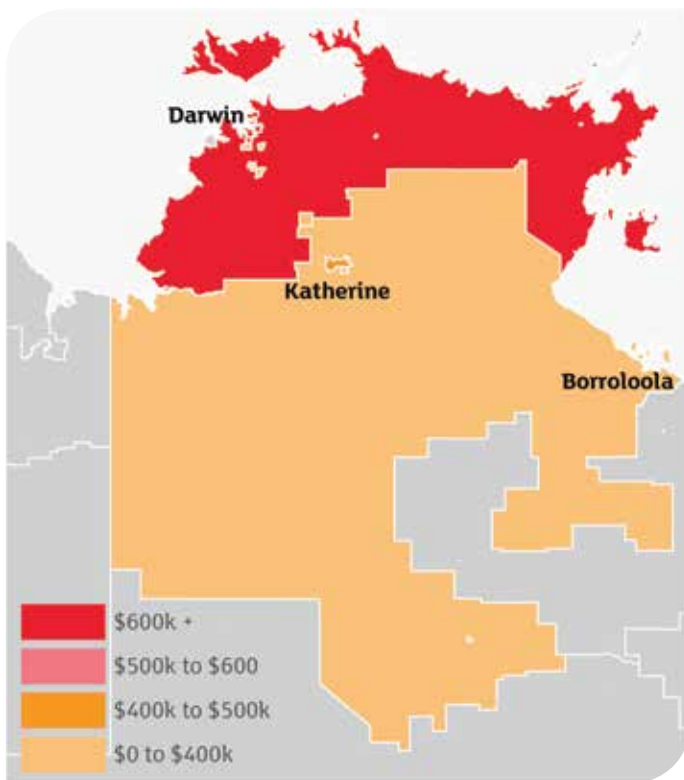 Darwin
Katherine
Borroloola
$600k +
$500k to $600
$400k to $500k
$0 to $400k